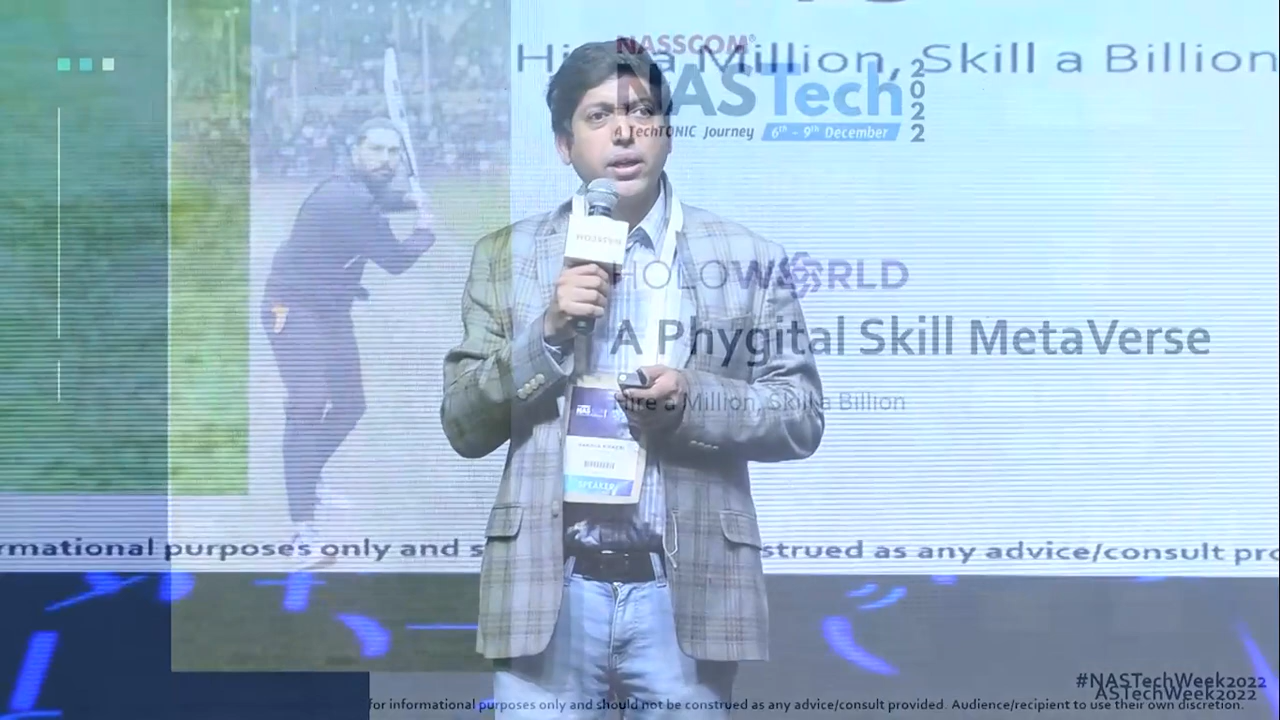 NASSCOM®
Hire a Million, Skill a Billion
NASTech 2022
A TechTONIC Journey 6th - 9th December
HOLOWORLD
A Phygital Skill MetaVerse
Hire a Million, Skill a Billion
SPEAKER
rmational purposes only and s strued as any advice/consult pro
#NASTechWeek2022
ASTechWeek2022
for informational purposes only and should not be construed as any advice/consult provided. Audience/recipient to use their own discretion.